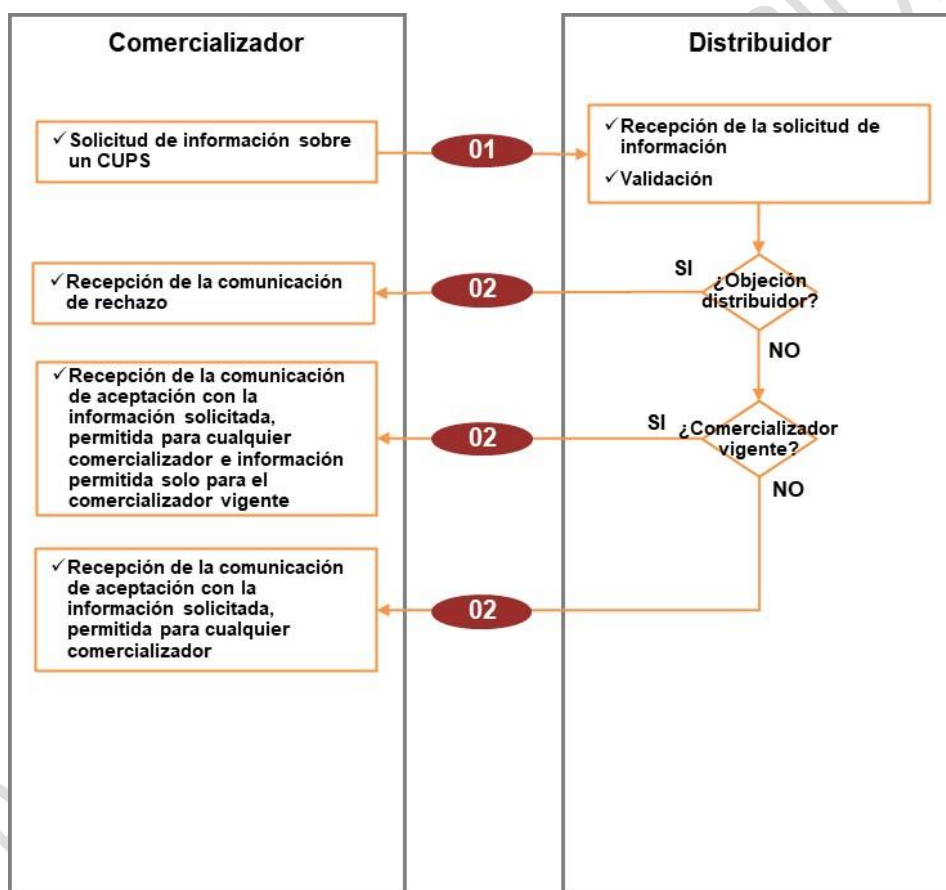 Comercializador
Distribuidor
✓Solicitud de información sobre
un CUPS
01
✓Recepción de la solicitud de
información
✓Validación
✓Recepción de la comunicación
de rechazo
02
SI
¿Objeción
distribuidor?
NO
✓Recepción de la comunicación
de aceptación con la
información solicitada,
permitida para cualquier
comercializador e información
permitida solo para el
comercializador vigente
02
SI
¿Comercializador
vigente?
NO
✓Recepción de la comunicación
de aceptación con la
información solicitada,
permitida para cualquier
comercializador
02